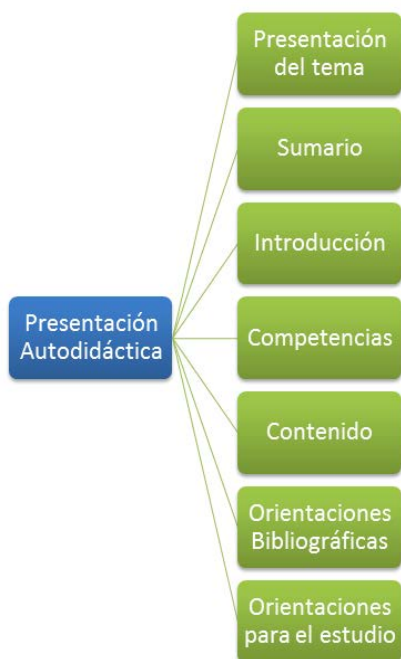 Presentación
del tema
Sumario
Introducción
Presentación
Autodidáctica
Competencias
Contenido
Orientaciones
Bibliográficas
Orientaciones
para el estudio